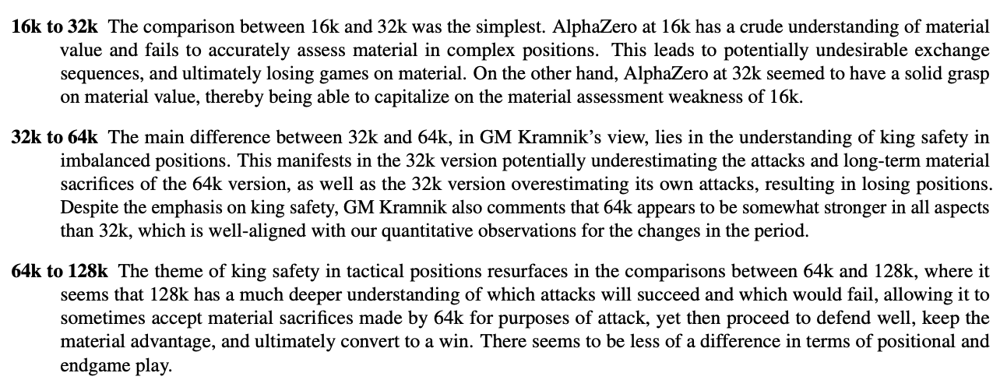 16k to 32k The comparison between 16k and 32k was the simplest. AlphaZero at 16k has a crude understanding of material
value and fails to accurately assess material in complex positions. This leads to potentially undesirable exchange
sequences, and ultimately losing games on material. On the other hand, AlphaZero at 32k seemed to have a solid grasp
on material value, thereby being able to capitalize on the material assessment weakness of 16k.
32k to 64k The main difference between 32k and 64k, in GM Kramnik's view, lies in the understanding of king safety in
imbalanced positions. This manifests in the 32k version potentially underestimating the attacks and long-term material
sacrifices of the 64k version, as well as the 32k version overestimating its own attacks, resulting in losing positions.
Despite the emphasis on king safety, GM Kramnik also comments that 64k appears to be somewhat stronger in all aspects
than 32k, which is well-aligned with our quantitative observations for the changes in the period.
64k to 128k The theme of king safety in tactical positions resurfaces in the comparisons between 64k and 128k, where it
seems that 128k has a much deeper understanding of which attacks will succeed and which would fail, allowing it to
sometimes accept material sacrifices made by 64k for purposes of attack, yet then proceed to defend well, keep the
material advantage, and ultimately convert to a win. There seems to be less of a difference in terms of positional and
endgame play.